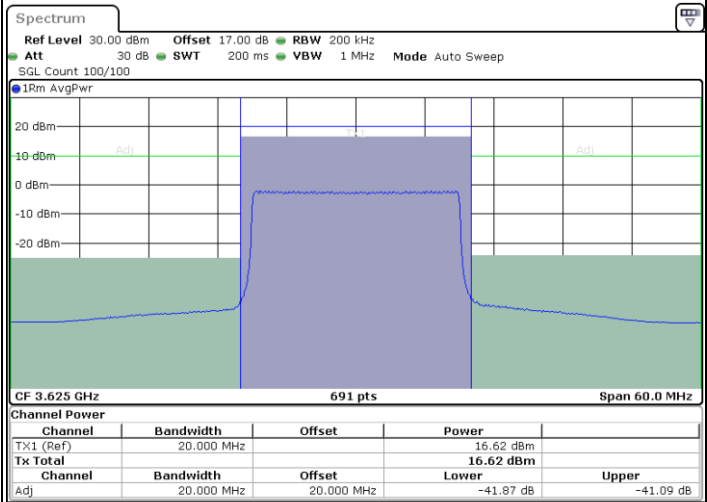 Spectrum
Ref Level 30.00 dBm Offset 17.00 dB RBW 200 kHz
Att 30 dB SWT 200 ms VBW 1 MHz Mode Auto Sweep
SGL Count 100/100
1Rm AvgPwr
20 dBm
TX1
Adj
Adj
10 dBm
0 dBm
-10 dBm
-20 dBm
CF 3.625 GHz 691 pts Span 60.0 MHz
Channel Power
Channel Bandwidth Offset Power
TX1 (Ref) 20.000 MHz 16.62 dBm
Tx Total 16.62 dBm
Channel Bandwidth Offset Lower Upper
Adj 20.000 MHz 20.000 MHz -41.87 dB -41.09 dB